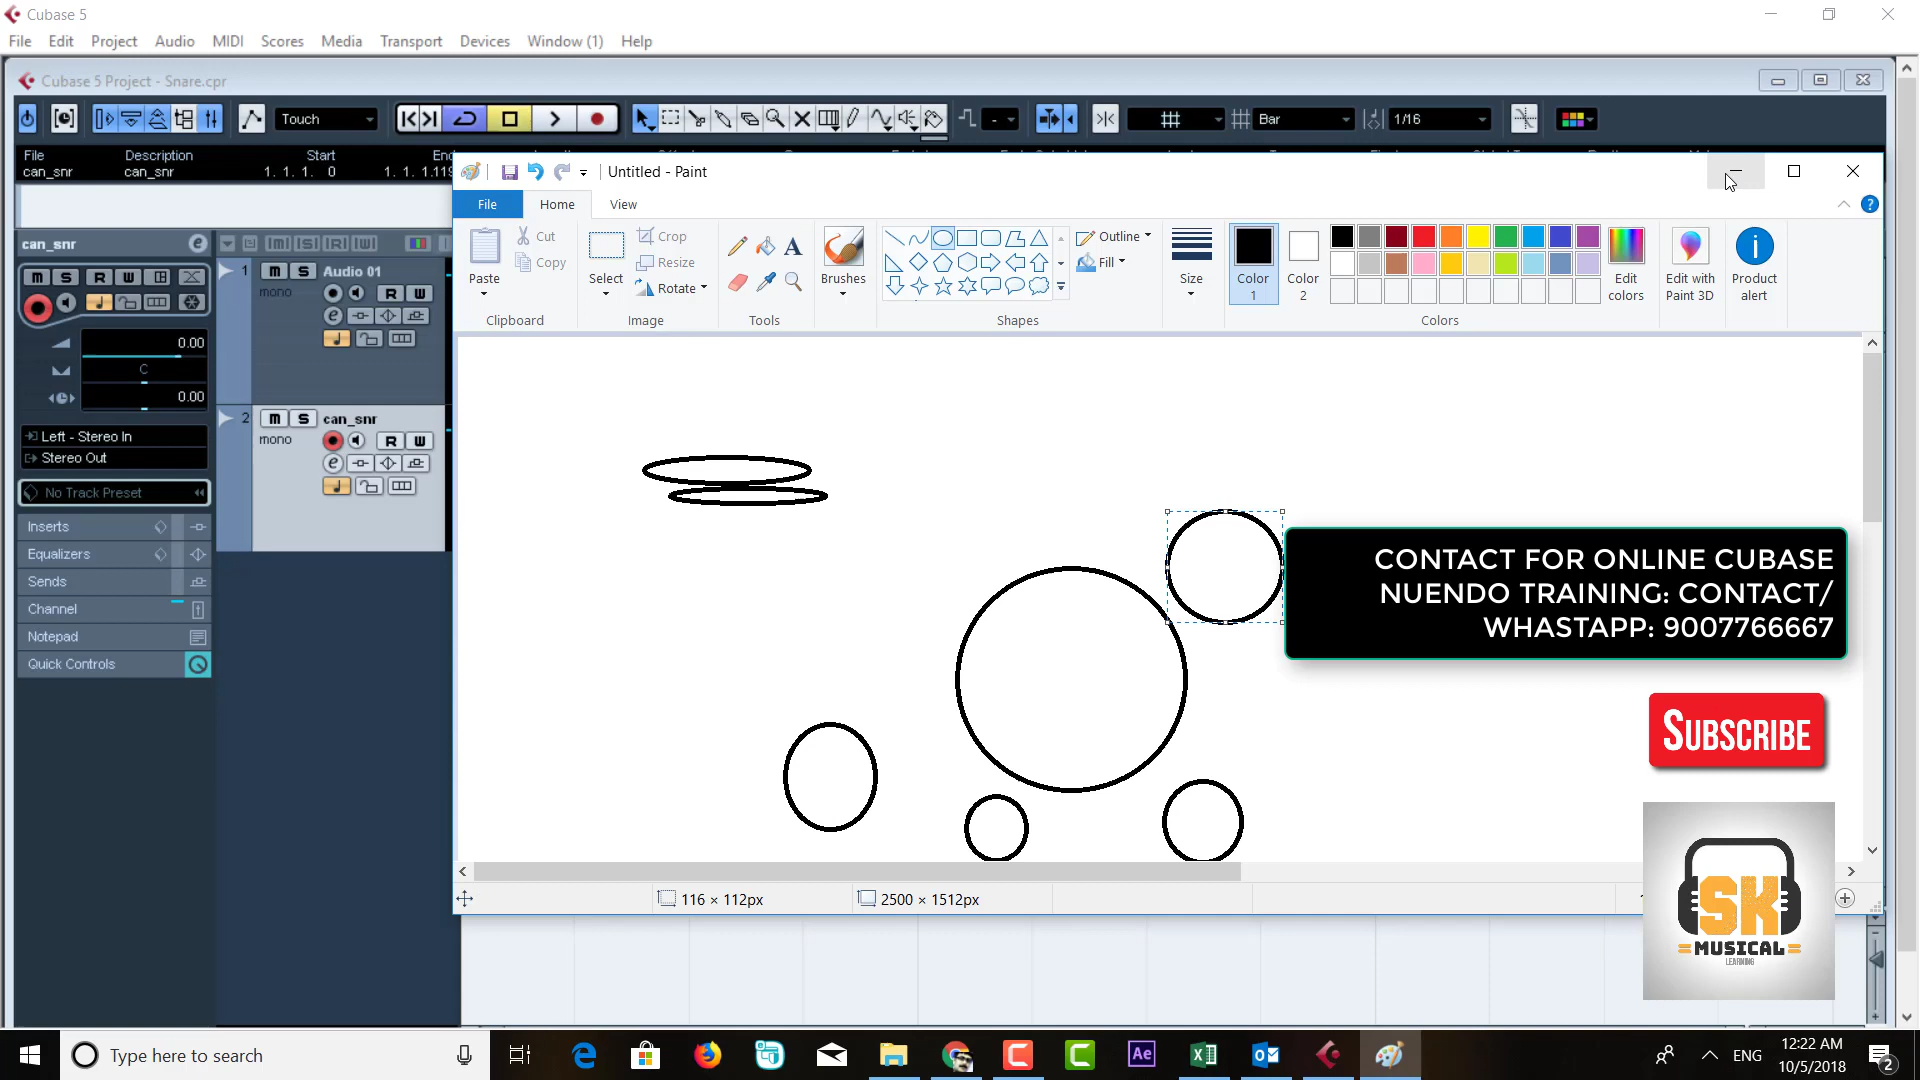 Cubase 5
File Edit Project Audio MIDI Scores Media Transport Devices Window (1) Help
Cubase 5 Project - Snare.cpr
Touch
-
Bar
1/16
File Description Start
can_snr can_snr 1. 1. 1. 0 1. 1. 1.119
Untitled - Paint
File Home View
can_snr
m S R W
0.00
C
0.00
Left - Stereo In
Stereo Out
No Track Preset
Inserts
Equalizers
Sends
Channel
Notepad
Quick Controls
1 m S Audio 01
mono R W
2 m S can_snr
mono R W
Paste
Cut
Copy
Clipboard
Select
Crop
Resize
Rotate
Image
A
Tools
Brushes
Shapes
Outline
Fill
Size
Color 1
Color 2
Edit colors
Colors
Edit with Paint 3D
Product alert
CONTACT FOR ONLINE CUBASE
NUENDO TRAINING: CONTACT/
WHASTAPP: 9007766667
SUBSCRIBE
SK
MUSICAL
LEARNING
116 × 112px
2500 × 1512px
Type here to search
Ae
ENG
12:22 AM
10/5/2018
2